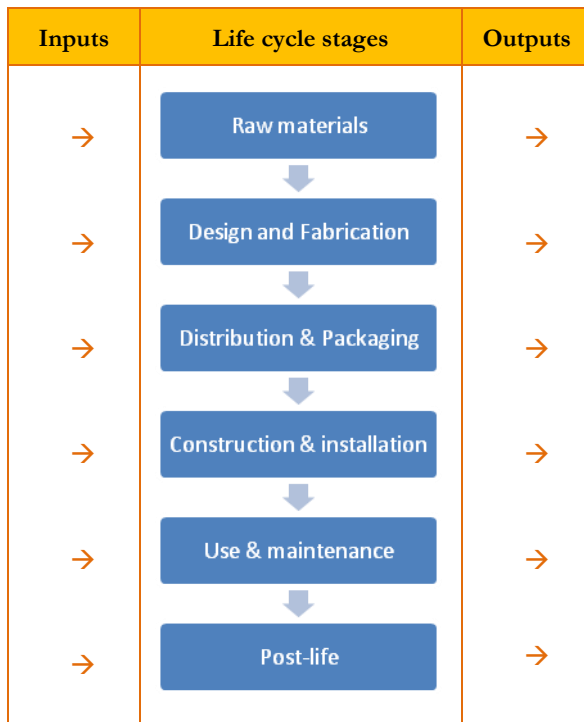 Inputs Life cycle stages Outputs
→ Raw materials →
→ Design and Fabrication →
→ Distribution & Packaging →
→ Construction & installation →
→ Use & maintenance →
→ Post-life →